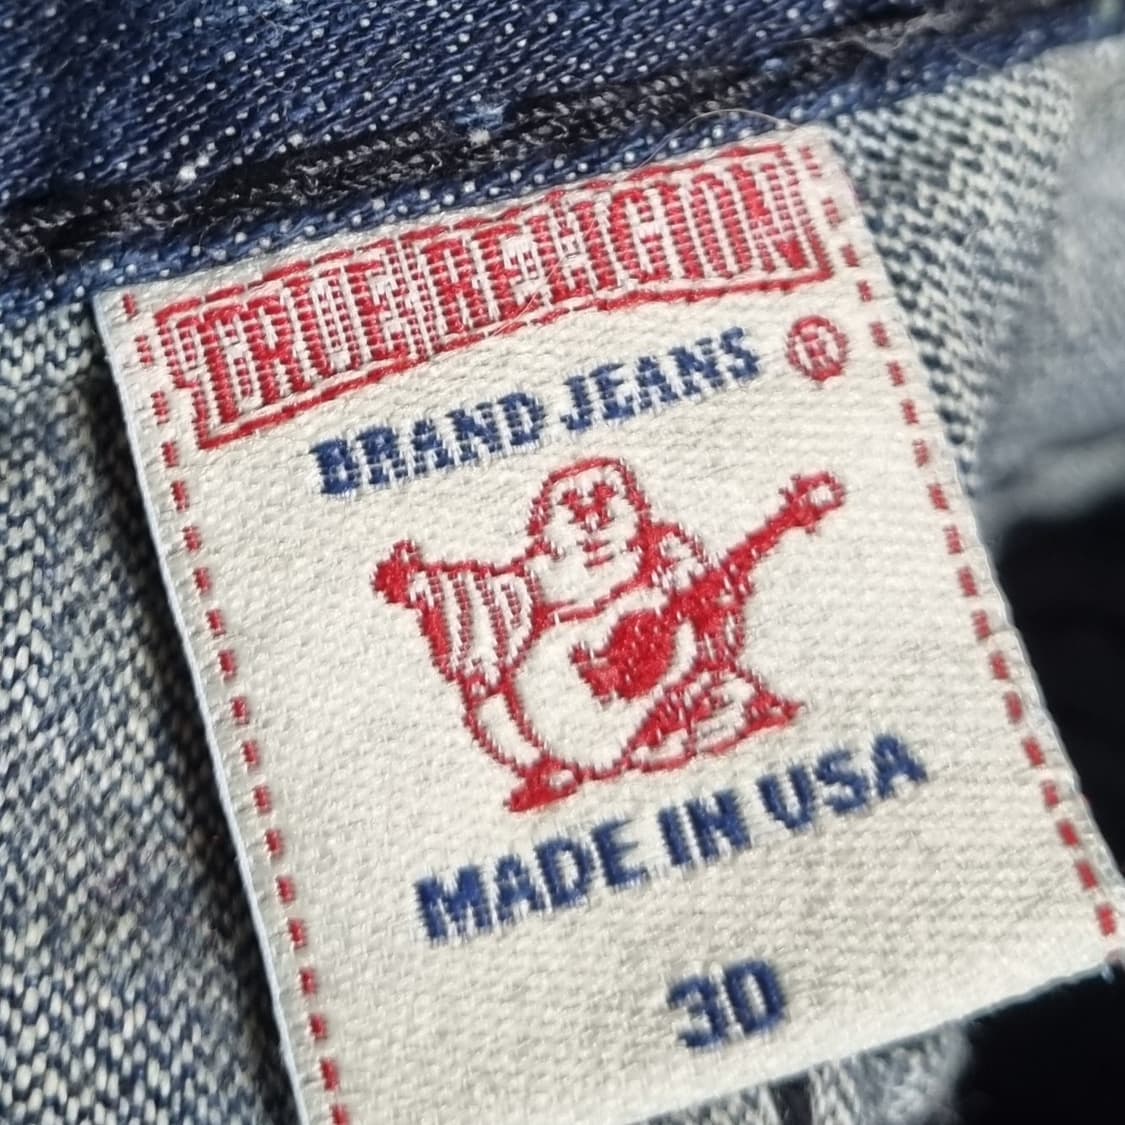 TRUE RELIGION
BRAND JEANS ®
MADE IN USA
30